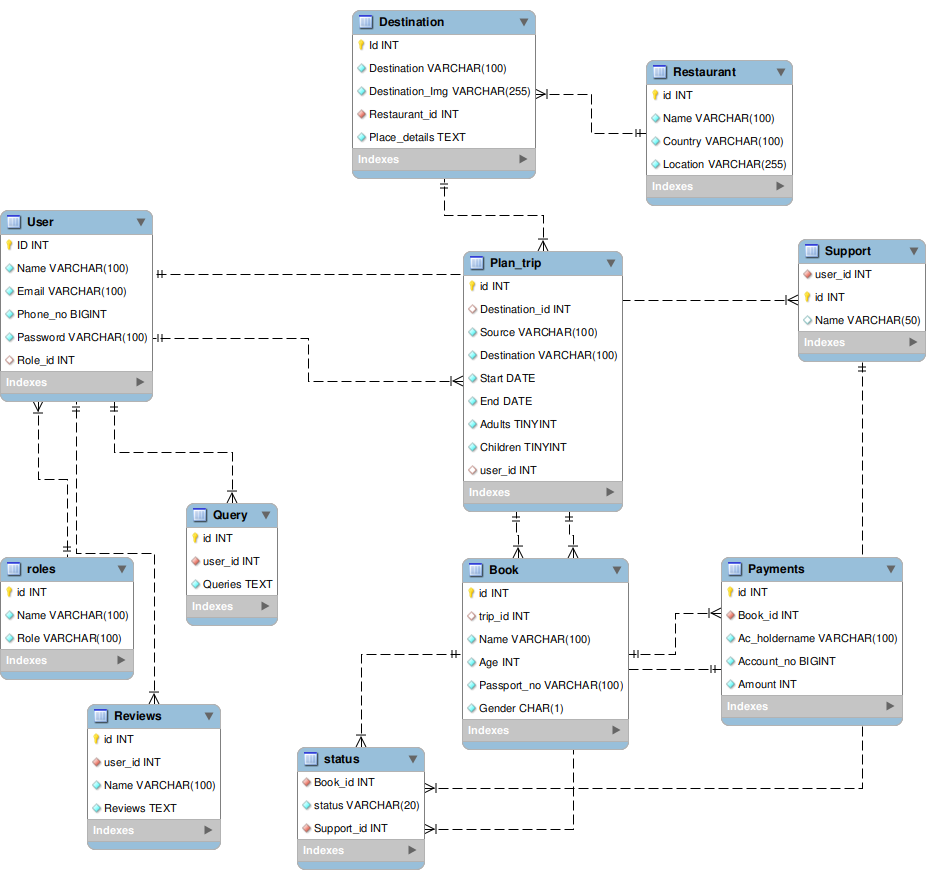 Destination
Id INT
Destination VARCHAR(100)
Destination_Img VARCHAR(255)
Restaurant_id INT
Place_details TEXT
Indexes
Restaurant
id INT
Name VARCHAR(100)
Country VARCHAR(100)
Location VARCHAR(255)
Indexes
User
ID INT
Name VARCHAR(100)
Email VARCHAR(100)
Phone_no BIGINT
Password VARCHAR(100)
Role_id INT
Indexes
Plan_trip
id INT
Destination_id INT
Source VARCHAR(100)
Destination VARCHAR(100)
Start DATE
End DATE
Adults TINYINT
Children TINYINT
user_id INT
Indexes
Support
user_id INT
id INT
Name VARCHAR(50)
Indexes
Query
id INT
user_id INT
Queries TEXT
Indexes
roles
id INT
Name VARCHAR(100)
Role VARCHAR(100)
Indexes
Book
id INT
trip_id INT
Name VARCHAR(100)
Age INT
Passport_no VARCHAR(100)
Gender CHAR(1)
Indexes
Payments
id INT
Book_id INT
Ac_holdername VARCHAR(100)
Account_no BIGINT
Amount INT
Indexes
Reviews
id INT
user_id INT
Name VARCHAR(100)
Reviews TEXT
Indexes
status
Book_id INT
status VARCHAR(20)
Support_id INT
Indexes